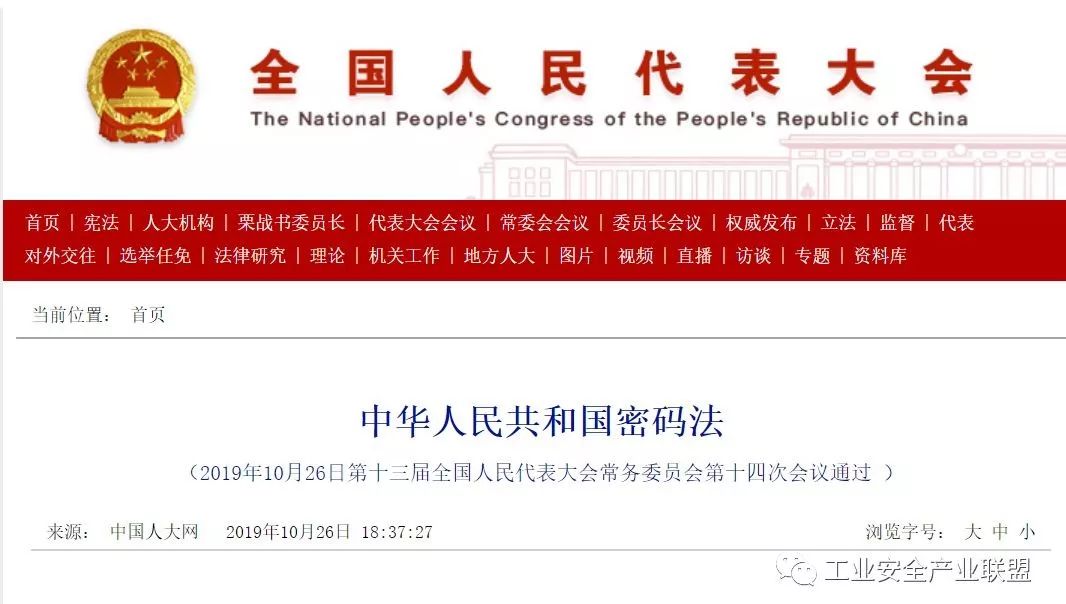 全国人民代表大会
The National People's Congress of the People's Republic of China
首页 | 宪法 | 人大机构 | 栗战书委员长 | 代表大会会议 | 常委会会议 | 委员长会议 | 权威发布 | 立法 | 监督 | 代表
对外交往 | 选举任免 | 法律研究 | 理论 | 机关工作 | 地方人大 | 图片 | 视频 | 直播 | 访谈 | 专题 | 资料库
当前位置： 首页
中华人民共和国密码法
（2019年10月26日第十三届全国人民代表大会常务委员会第十四次会议通过 ）
来源： 中国人大网 2019年10月26日 18:37:27 浏览字号： 大 中 小
工业安全产业联盟